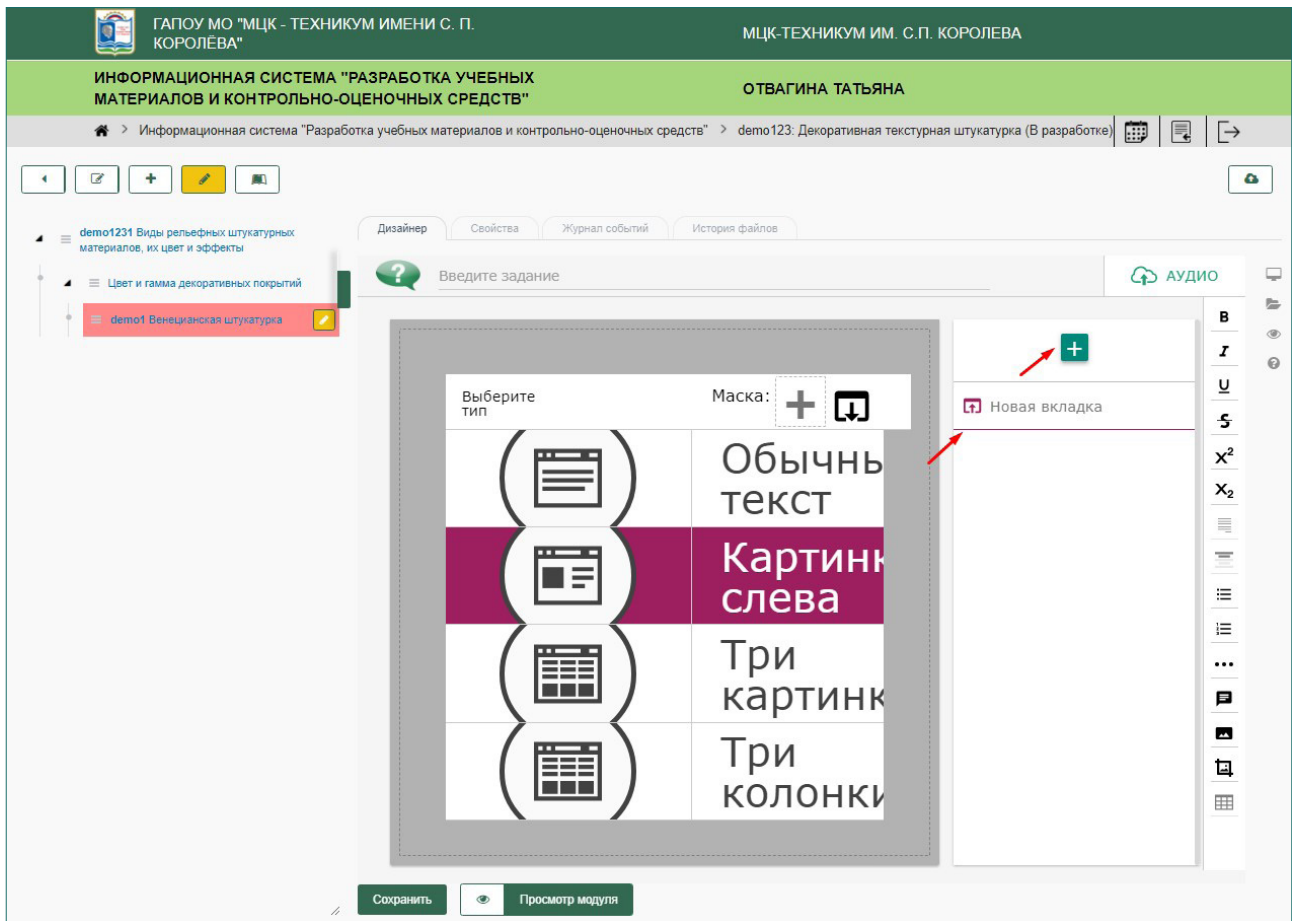 ГАПОУ МО "МЦК - ТЕХНИКУМ ИМЕНИ С. П.
КОРОЛЁВА"
МЦК-ТЕХНИКУМ ИМ. С.П. КОРОЛЕВА
ИНФОРМАЦИОННАЯ СИСТЕМА "РАЗРАБОТКА УЧЕБНЫХ
МАТЕРИАЛОВ И КОНТРОЛЬНО-ОЦЕНОЧНЫХ СРЕДСТВ"
ОТВАГИНА ТАТЬЯНА
> Информационная система "Разработка учебных материалов и контрольно-оценочных средств" > demo123: Декоративная текстурная штукатурка (В разработке)
demo1231 Виды рельефных штукатурных
материалов, их цвет и эффекты
Цвет и гамма декоративных покрытий
demo1 Венецианская штукатурка
Дизайнер
Свойства
Журнал событий
История файлов
Введите задание
АУДИО
Выберите
тип
Маска:
Обычны
текст
Картинк
слева
Три
картинк
Три
колонки
Новая вкладка
B
I
U
S
X²
X₂
Сохранить
Просмотр модуля